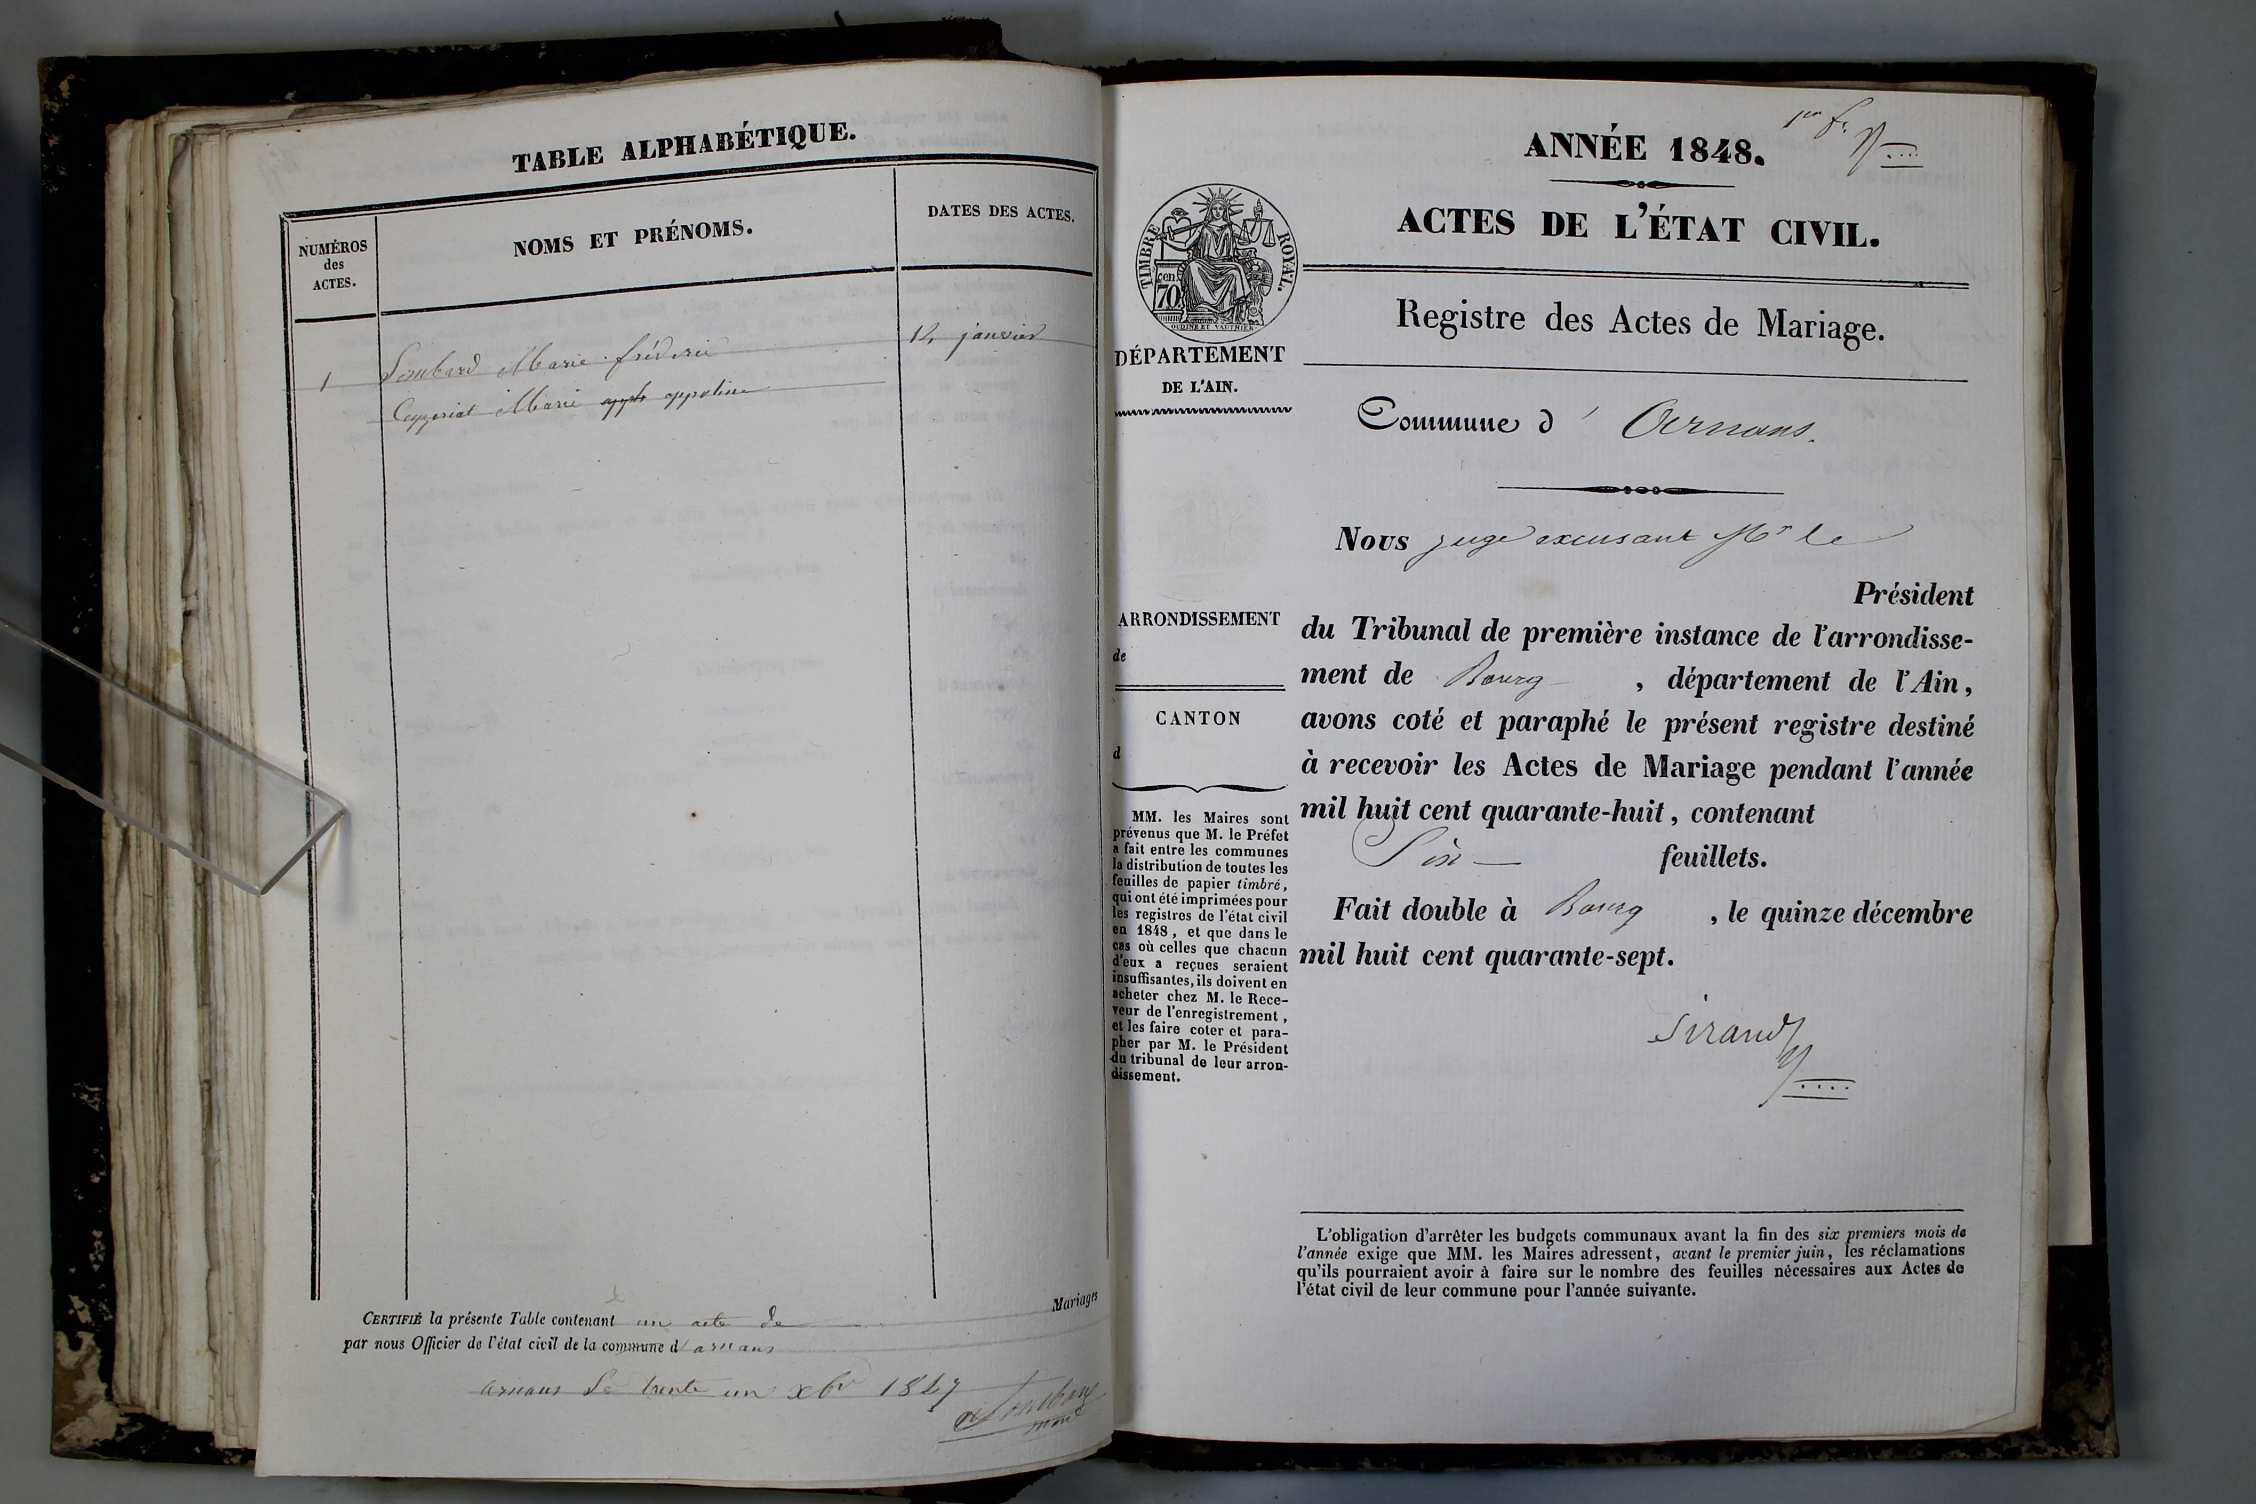 TABLE ALPHABÉTIQUE.
NUMÉROS
des
ACTES.
NOMS ET PRÉNOMS.
DATES DES ACTES.
1 Lombard Marie fréderic 12 janvier
Ceyzeriat Marie appoline
CERTIFIÉ la présente Table contenant un acte de Mariages
par nous Officier de l'état civil de la commune d'arnans
arnans le trente un xbre 1847
ANNÉE 1848.
1er f.
ACTES DE L'ÉTAT CIVIL.
TIMBRE ROYAL.
cen
70
OUDINE ET VAUTHIER
DÉPARTEMENT
DE L'AIN.
Registre des Actes de Mariage.
Commune d' Arnans.
Nous juge excusant Mr le
Président
du Tribunal de première instance de l'arrondisse-
ment de Bourg , département de l'Ain,
avons coté et paraphé le présent registre destiné
à recevoir les Actes de Mariage pendant l'année
mil huit cent quarante-huit, contenant
Six feuillets.
Fait double à Bourg , le quinze décembre
mil huit cent quarante-sept.
Sirand
ARRONDISSEMENT
de
CANTON
d
MM. les Maires sont
prévenus que M. le Préfet
a fait entre les communes
la distribution de toutes les
feuilles de papier timbré,
qui ont été imprimées pour
les registres de l'état civil
en 1848, et que dans le
cas où celles que chacun
d'eux a reçues seraient
insuffisantes, ils doivent en
acheter chez M. le Rece-
veur de l'enregistrement,
et les faire coter et para-
pher par M. le Président
du tribunal de leur arron-
dissement.
L'obligation d'arrêter les budgets communaux avant la fin des six premiers mois de
l'année exige que MM. les Maires adressent, avant le premier juin, les réclamations
qu'ils pourraient avoir à faire sur le nombre des feuilles nécessaires aux Actes de
l'état civil de leur commune pour l'année suivante.